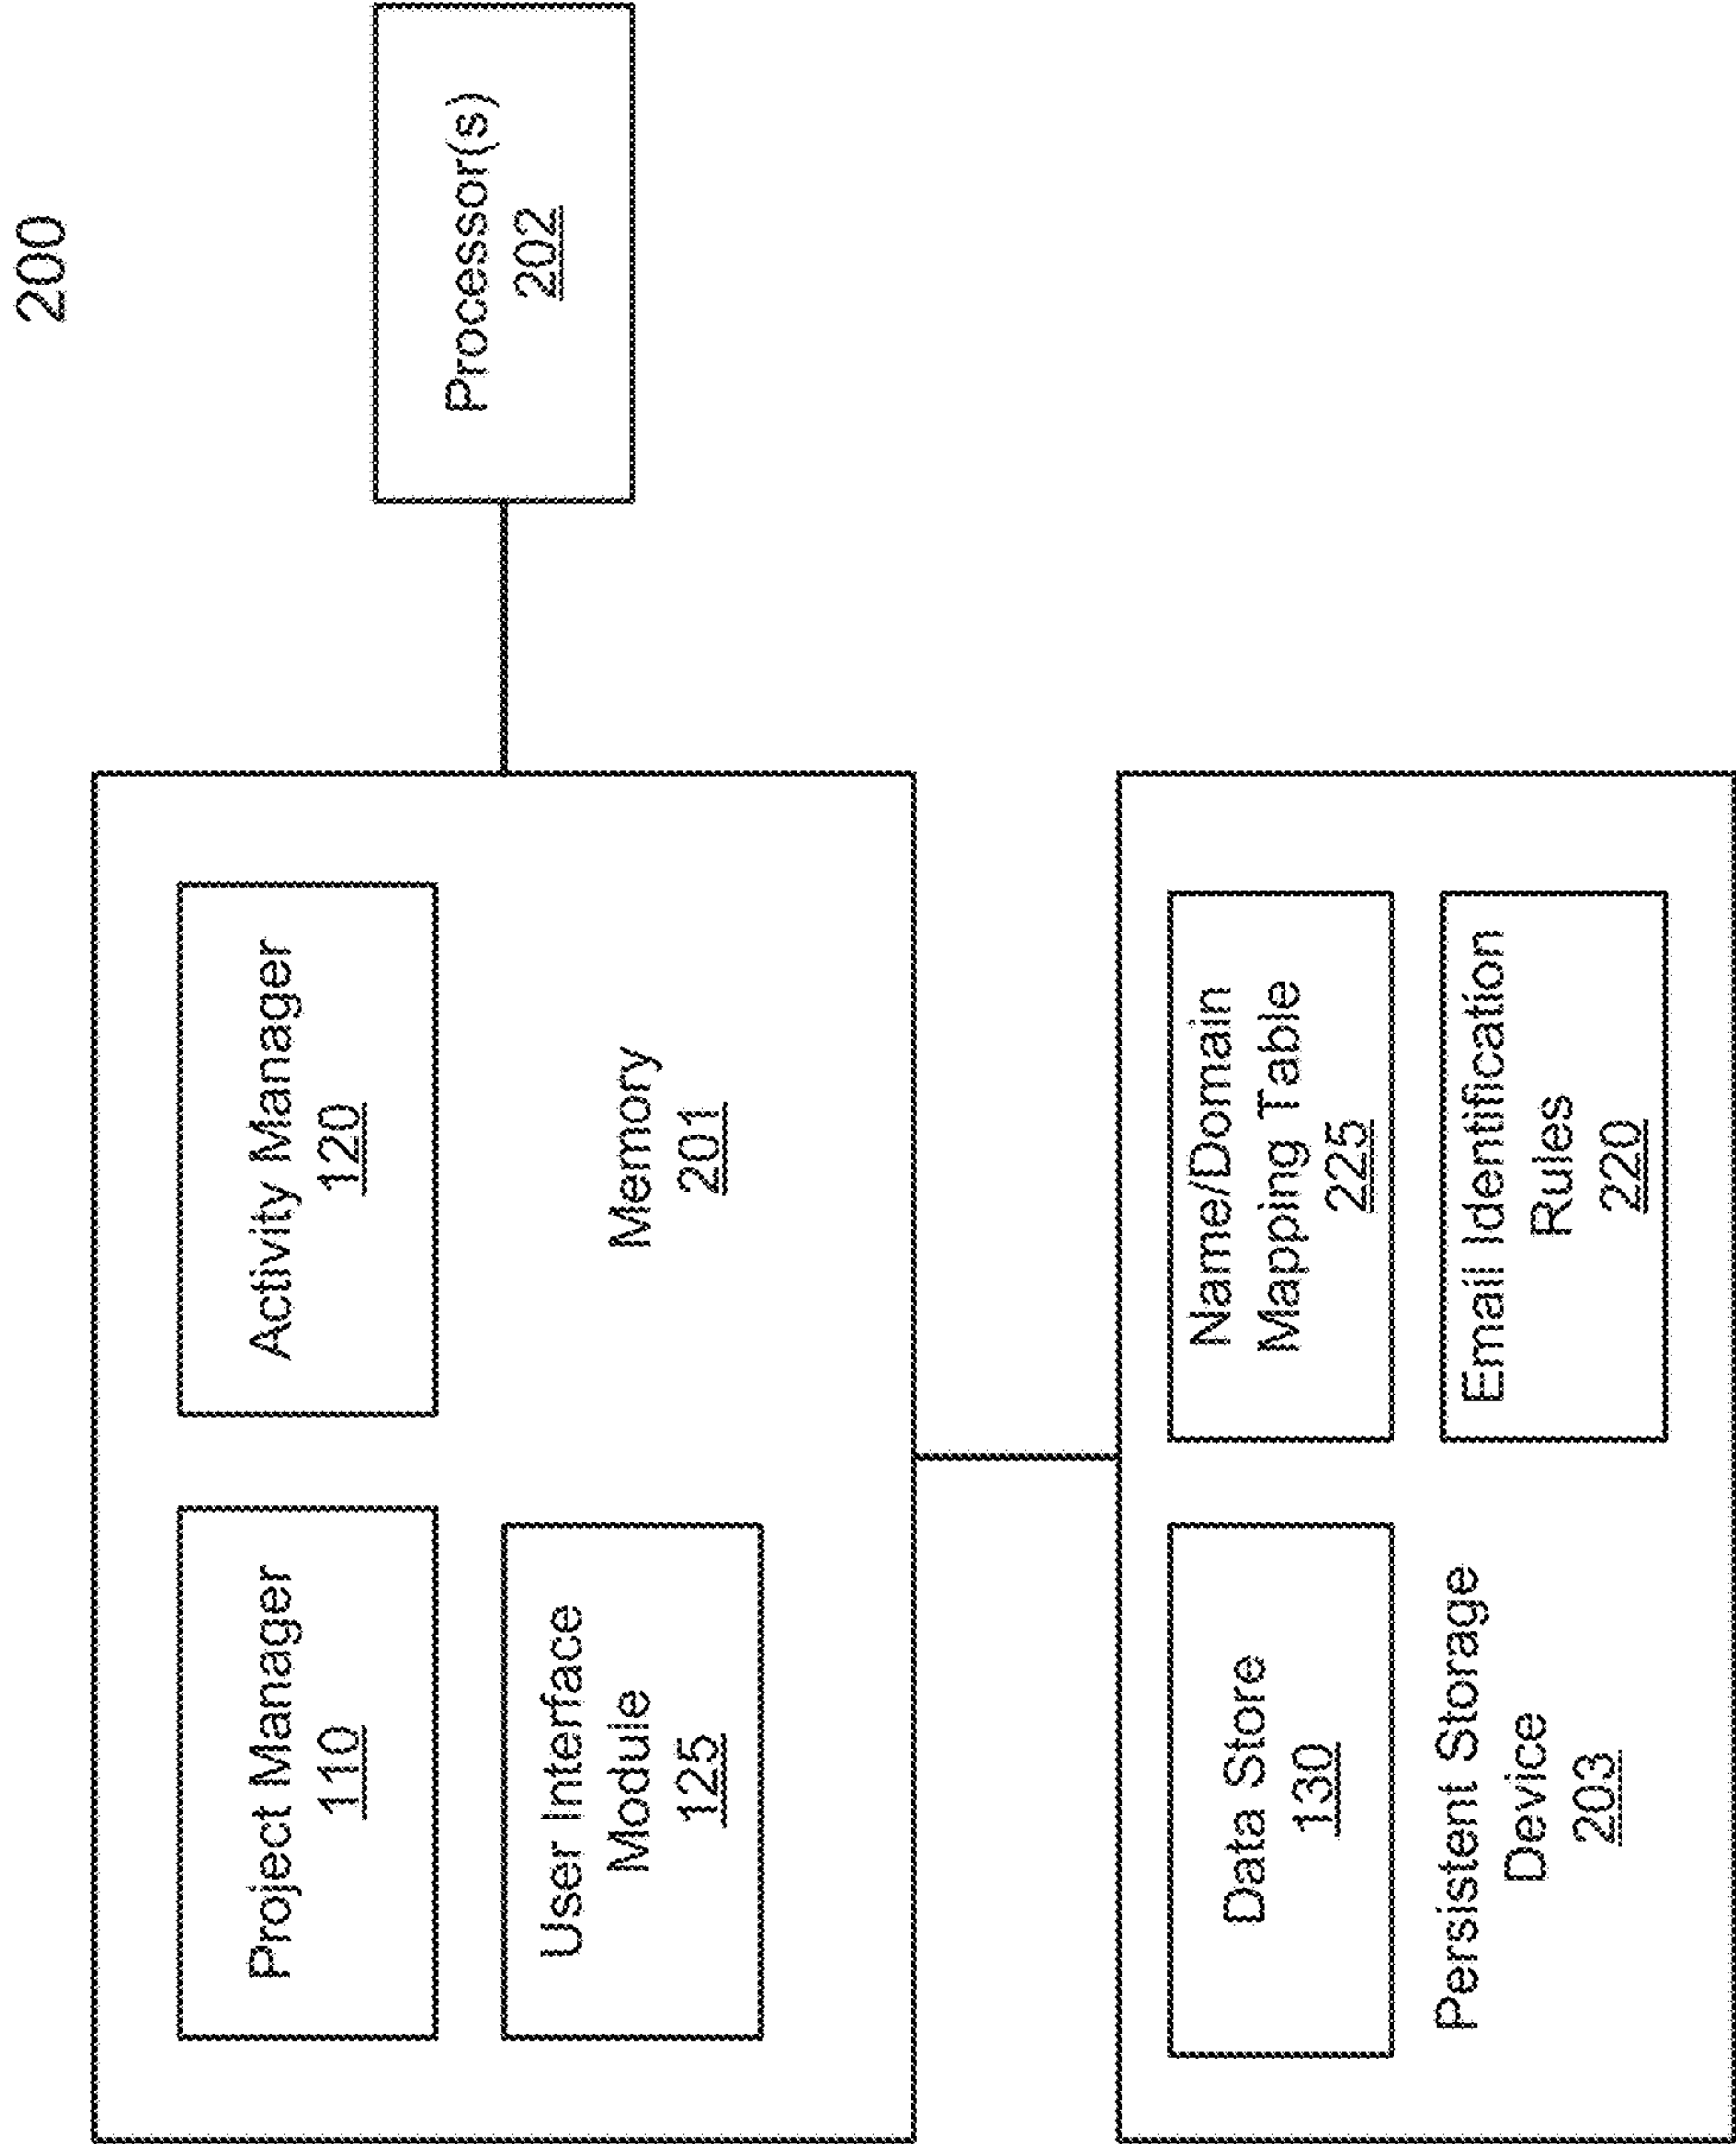 200
Project Manager
110
Activity Manager
120
User Interface
Module
125
Memory
201
Processor(s)
202
Data Store
130
Name/Domain
Mapping Table
225
Persistent Storage
Device
203
Email Identification
Rules
220